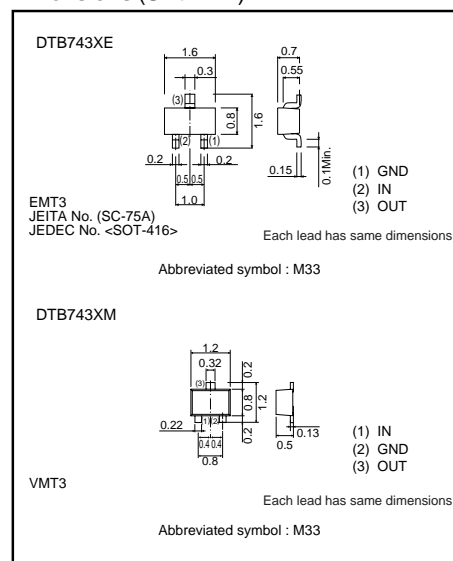 DTB743XE
1.6
0.3
(3)
0.8
1.6
(2)
(1)
0.2
0.2
0.5 0.5
1.0
0.7
0.55
0.15
0.1Min.
(1) GND
(2) IN
(3) OUT
EMT3
JEITA No. (SC-75A)
JEDEC No. <SOT-416>
Each lead has same dimensions
Abbreviated symbol : M33
DTB743XM
1.2
0.32
(3)
0.2
0.8
1.2
0.2
0.22
(1)(2)
0.4 0.4
0.8
0.13
0.5
(1) IN
(2) GND
(3) OUT
VMT3
Each lead has same dimensions
Abbreviated symbol : M33